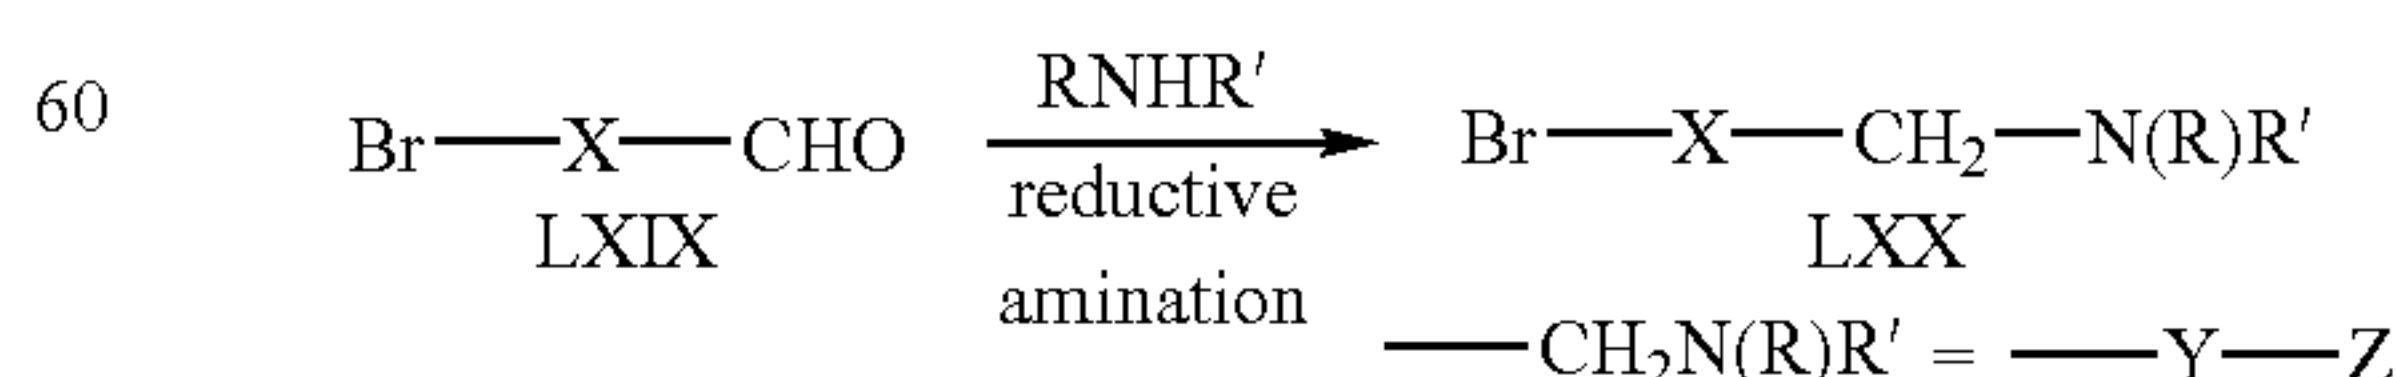 60
Br—X—CHO RNHR′ Br—X—CH₂—N(R)R′
reductive
LXIX LXX
amination
—CH₂N(R)R′ = —Y—Z